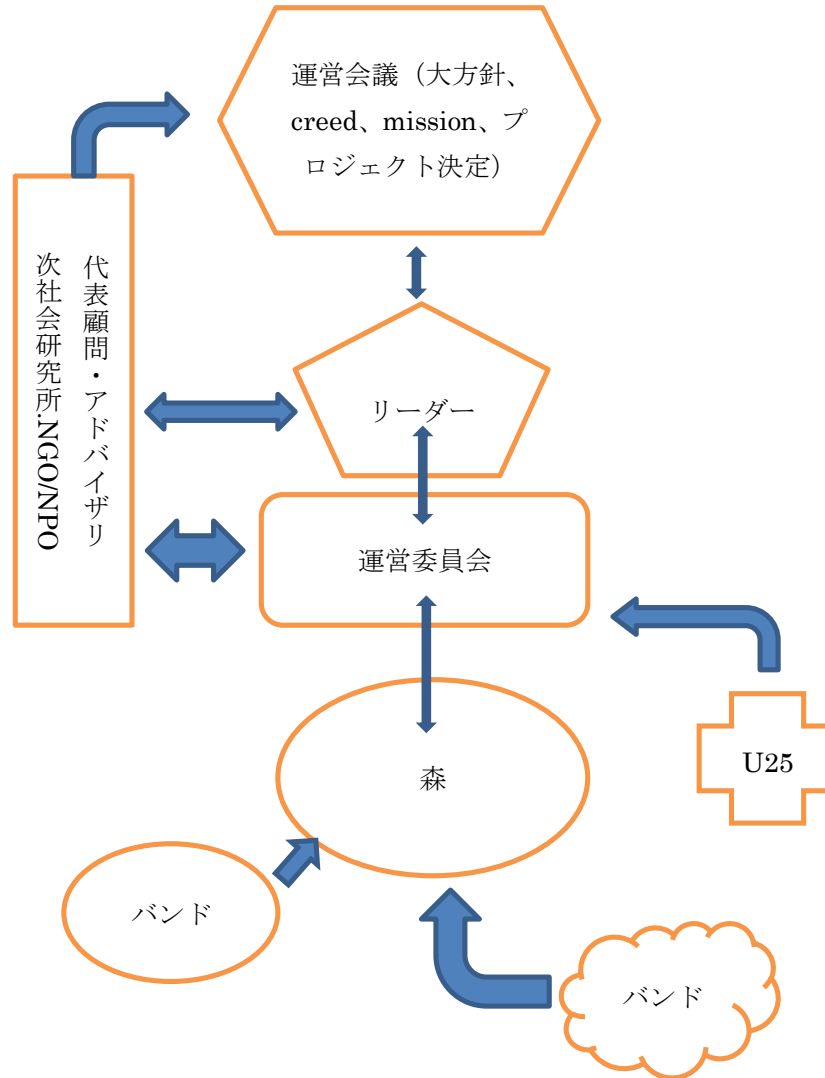 運営会議（大方針、
creed、mission、プ
ロジェクト決定）
代表顧問・アドバイザリ
次社会研究所.NGO/NPO
リーダー
運営委員会
森
U25
バンド
バンド